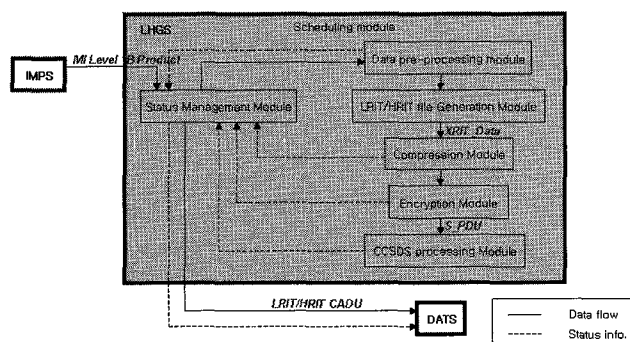 LHGS
Scheduling module
MI Level 1B Product
IMPS
Data pre-processing module
Status Management Module
LRIT/HRIT file Generation Module
XRIT_Data
Compression Module
Encryption Module
S_PDU
CCSDS processing Module
LRIT/HRIT CADU
DATS
Data flow
Status info.